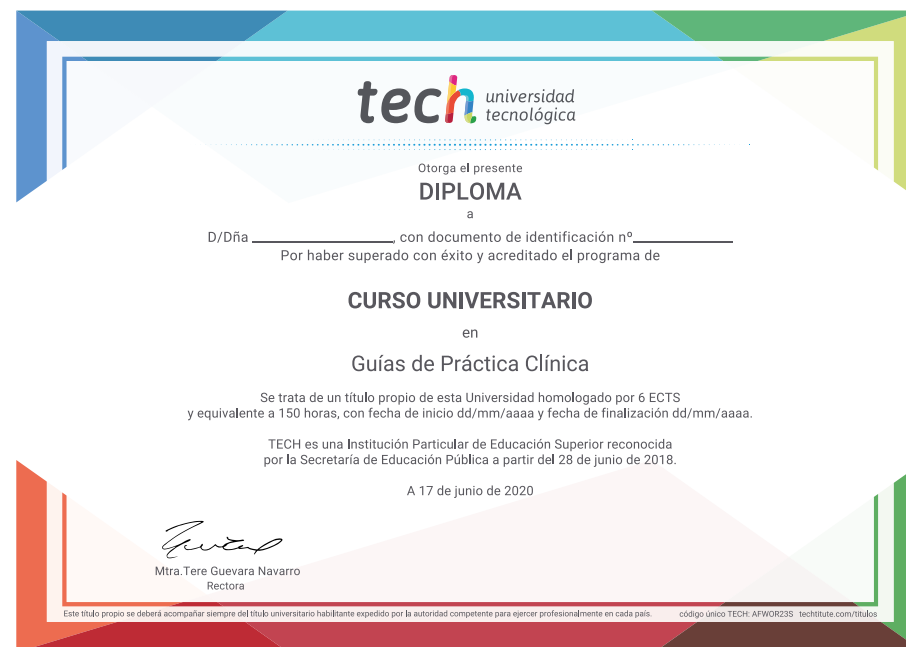 tech universidad
tecnológica
Otorga el presente
DIPLOMA
a
D/Dña ____________________, con documento de identificación nº______________
Por haber superado con éxito y acreditado el programa de
CURSO UNIVERSITARIO
en
Guías de Práctica Clínica
Se trata de un título propio de esta Universidad homologado por 6 ECTS
y equivalente a 150 horas, con fecha de inicio dd/mm/aaaa y fecha de finalización dd/mm/aaaa.
TECH es una Institución Particular de Educación Superior reconocida
por la Secretaría de Educación Pública a partir del 28 de junio de 2018.
A 17 de junio de 2020
Mtra.Tere Guevara Navarro
Rectora
Este título propio se deberá acompañar siempre del título universitario habilitante expedido por la autoridad competente para ejercer profesionalmente en cada país. código único TECH: AFWOR23S techtitute.com/titulos